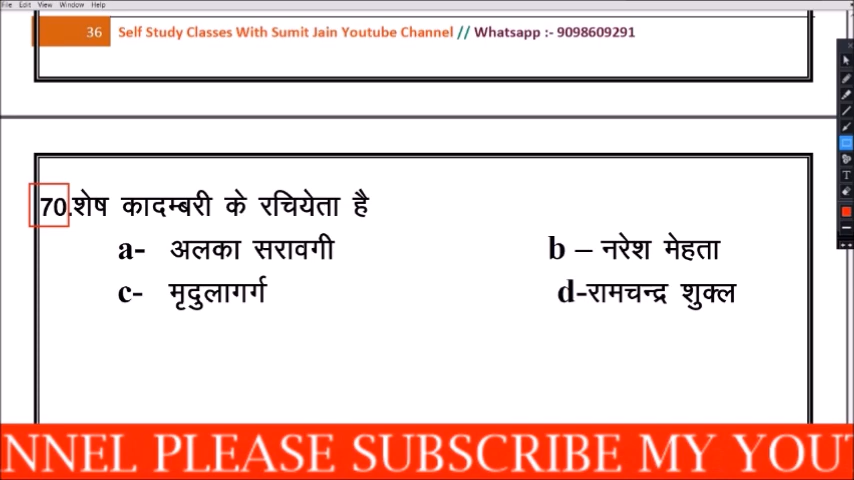 File Edit View Window Help
36 Self Study Classes With Sumit Jain Youtube Channel // Whatsapp :- 9098609291
70.शेष कादम्बरी के रचियेता है
a- अलका सरावगी b – नरेश मेहता
c- मृदुलागर्ग d-रामचन्द्र शुक्ल
NNEL PLEASE SUBSCRIBE MY YOUT